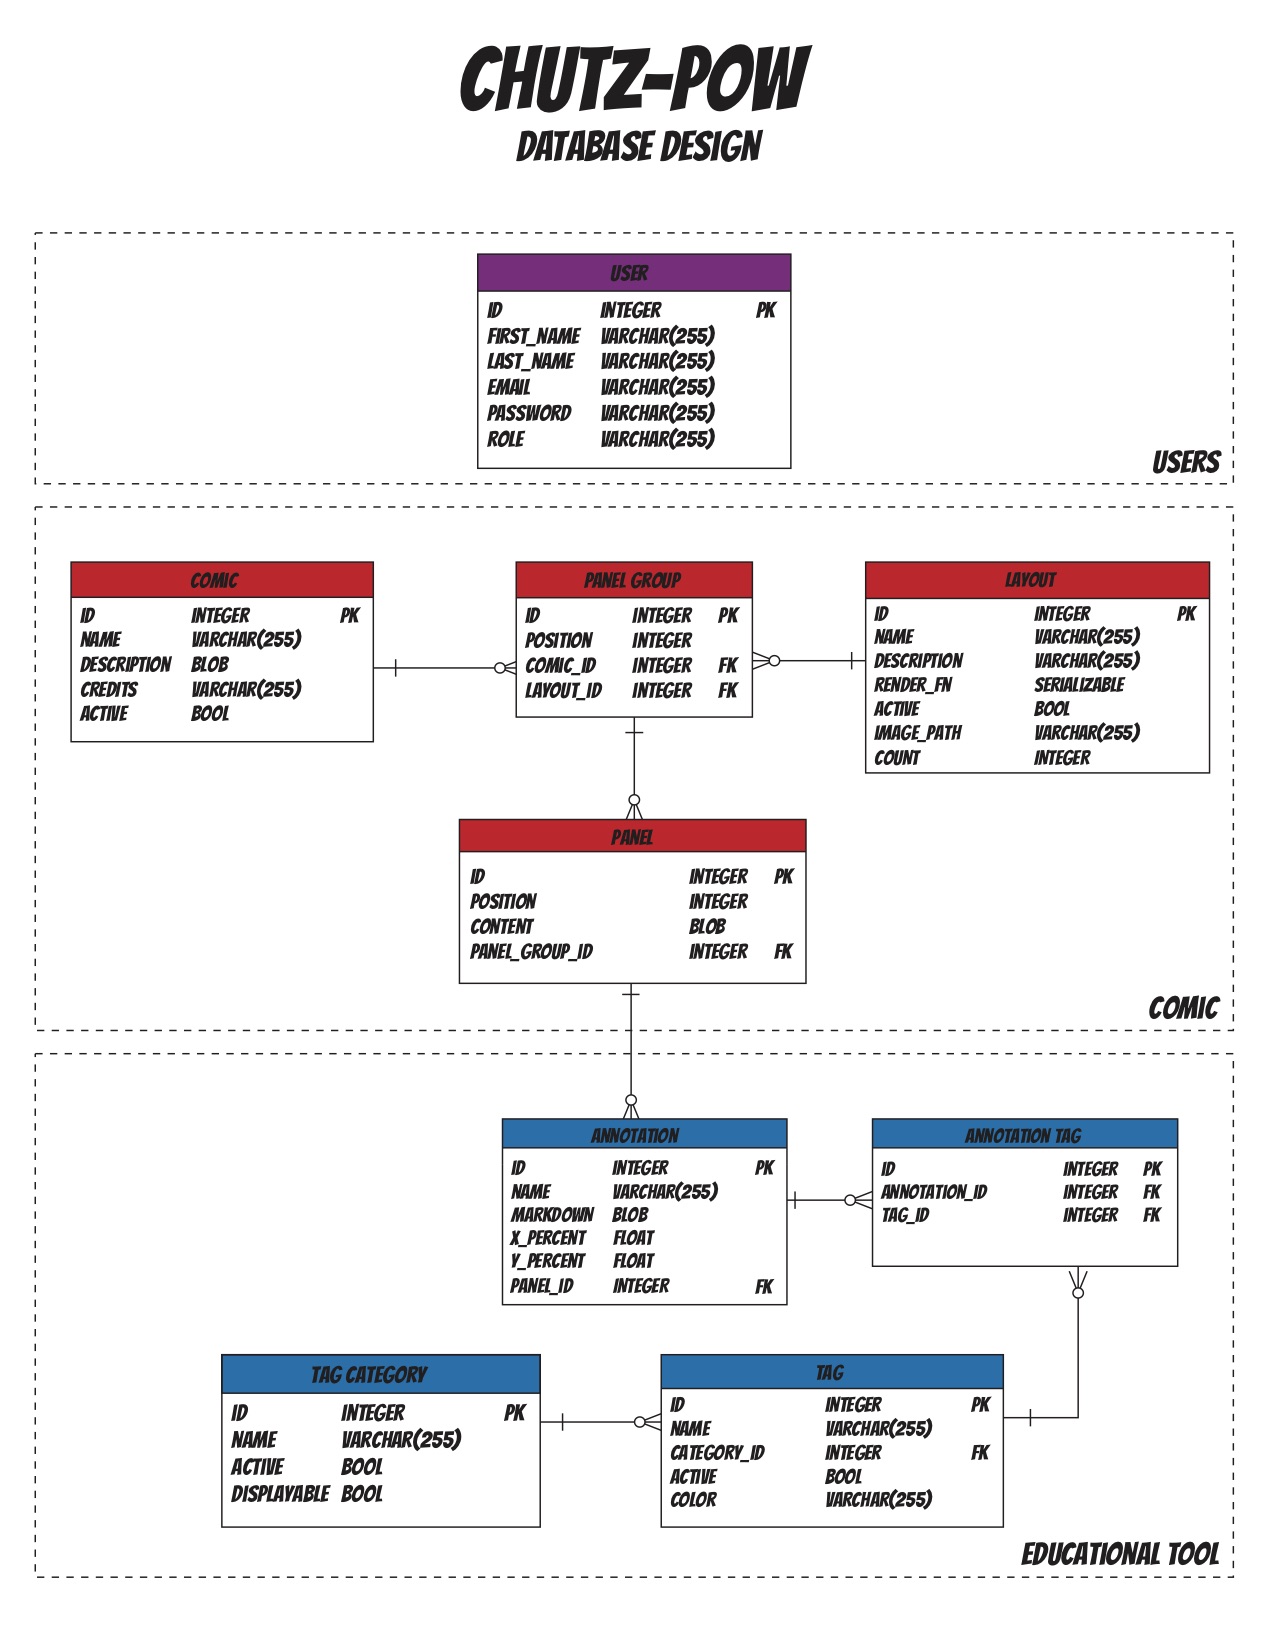 CHUTZ-POW
DATABASE DESIGN
USER
ID INTEGER PK
FIRST_NAME VARCHAR(255)
LAST_NAME VARCHAR(255)
EMAIL VARCHAR(255)
PASSWORD VARCHAR(255)
ROLE VARCHAR(255)
USERS
COMIC
ID INTEGER PK
NAME VARCHAR(255)
DESCRIPTION BLOB
CREDITS VARCHAR(255)
ACTIVE BOOL
PANEL GROUP
ID INTEGER PK
POSITION INTEGER
COMIC_ID INTEGER FK
LAYOUT_ID INTEGER FK
LAYOUT
ID INTEGER PK
NAME VARCHAR(255)
DESCRIPTION VARCHAR(255)
RENDER_FN SERIALIZABLE
ACTIVE BOOL
IMAGE_PATH VARCHAR(255)
COUNT INTEGER
PANEL
ID INTEGER PK
POSITION INTEGER
CONTENT BLOB
PANEL_GROUP_ID INTEGER FK
COMIC
ANNOTATION
ID INTEGER PK
NAME VARCHAR(255)
MARKDOWN BLOB
X_PERCENT FLOAT
Y_PERCENT FLOAT
PANEL_ID INTEGER FK
ANNOTATION TAG
ID INTEGER PK
ANNOTATION_ID INTEGER FK
TAG_ID INTEGER FK
TAG CATEGORY
ID INTEGER PK
NAME VARCHAR(255)
ACTIVE BOOL
DISPLAYABLE BOOL
TAG
ID INTEGER PK
NAME VARCHAR(255)
CATEGORY_ID INTEGER FK
ACTIVE BOOL
COLOR VARCHAR(255)
EDUCATIONAL TOOL